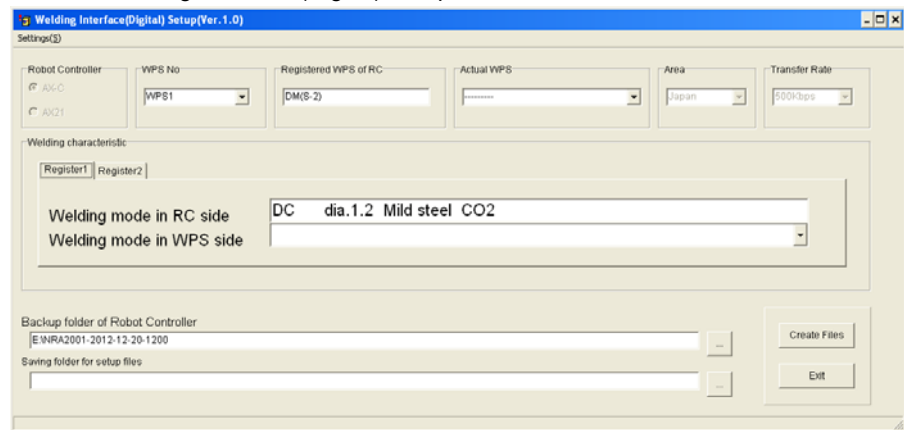 Welding Interface(Digital) Setup(Ver.1.0)
Settings(S)
Robot Controller
AX-C
AX21
WPS No
WPS1
Registered WPS of RC
DM(S-2)
Actual WPS
---------
Area
Japan
Transfer Rate
500Kbps
Welding characteristic
Register1 Register2
Welding mode in RC side
DC dia.1.2 Mild steel CO2
Welding mode in WPS side
Backup folder of Robot Controller
E:\NRA2001-2012-12-20-1200
...
Saving folder for setup files
...
Create Files
Exit